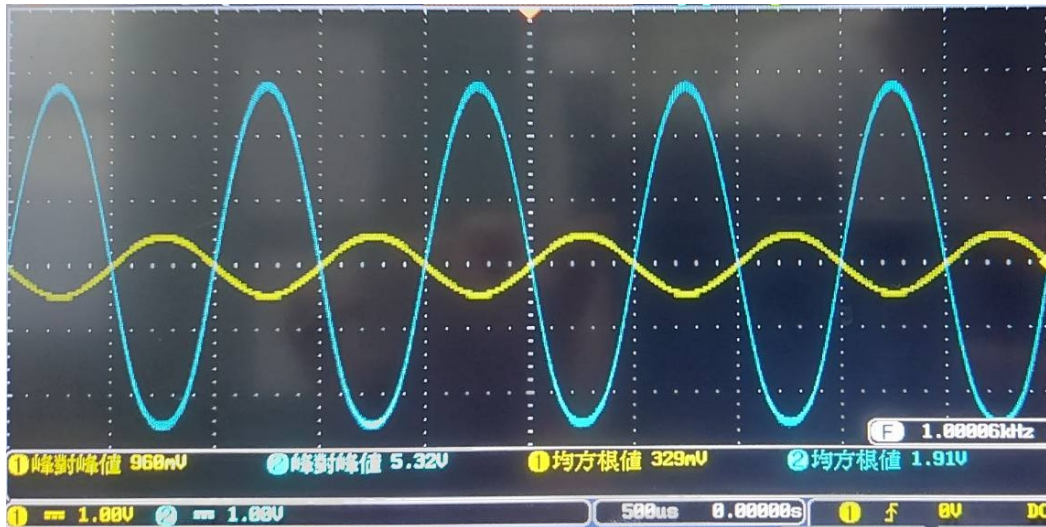 F 1.00006kHz
1 峰對峰值 960mV 2 峰對峰值 5.32V 1 均方根值 329mV 2 均方根值 1.91V
1 1.00V 2 1.00V 500us 0.00000s 1 0V DC